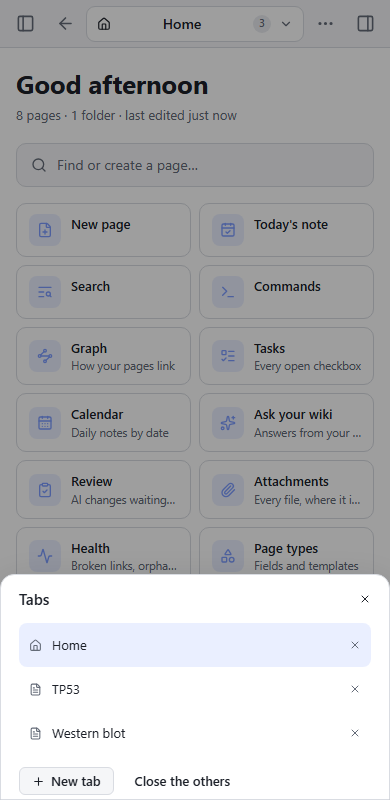 Home 3
Good afternoon
8 pages · 1 folder · last edited just now
Find or create a page...
New page
Today's note
Search
Commands
Graph
How your pages link
Tasks
Every open checkbox
Calendar
Daily notes by date
Ask your wiki
Answers from your ...
Review
AI changes waiting...
Attachments
Every file, where it i...
Health
Broken links, orpha...
Page types
Fields and templates
Tabs
Home
TP53
Western blot
New tab
Close the others